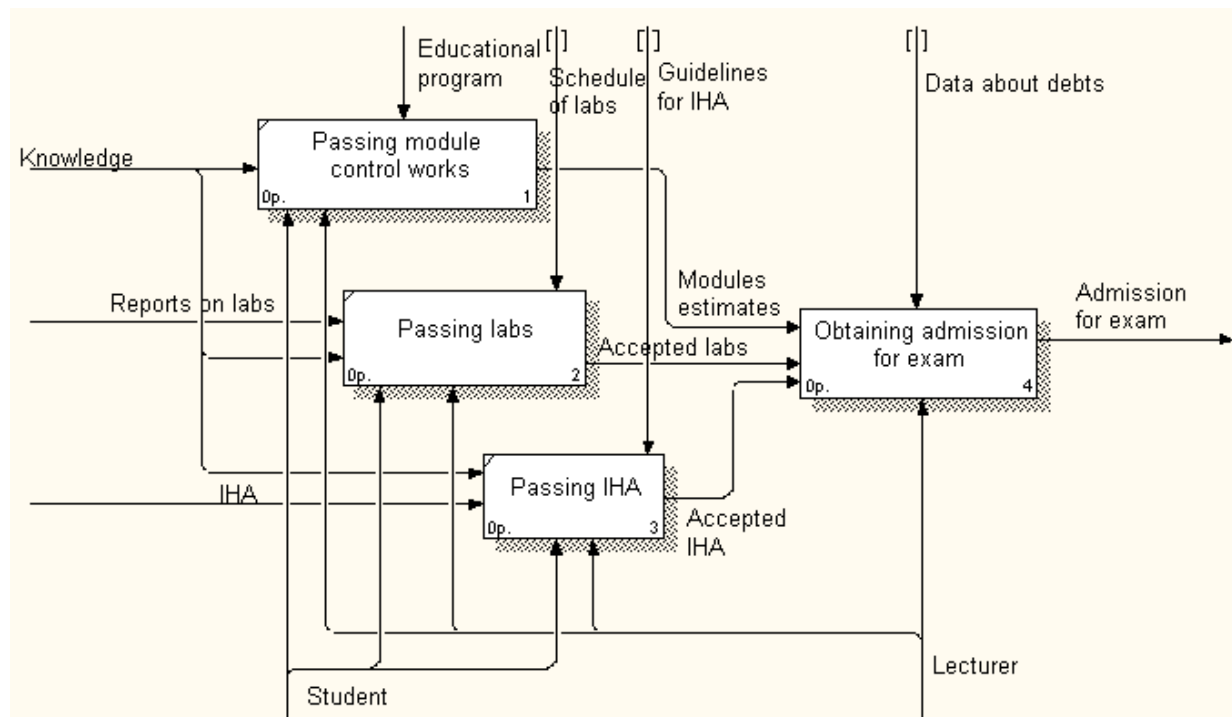 [ ]
[ ]
[ ]
Educational
program
Schedule
of labs
Guidelines
for IHA
Data about debts
Knowledge
Passing module
control works
0p.
1
Reports on labs
Passing labs
0p.
2
Modules
estimates
Accepted labs
Obtaining admission
for exam
0p.
4
Admission
for exam
IHA
Passing IHA
0p.
3
Accepted
IHA
Student
Lecturer